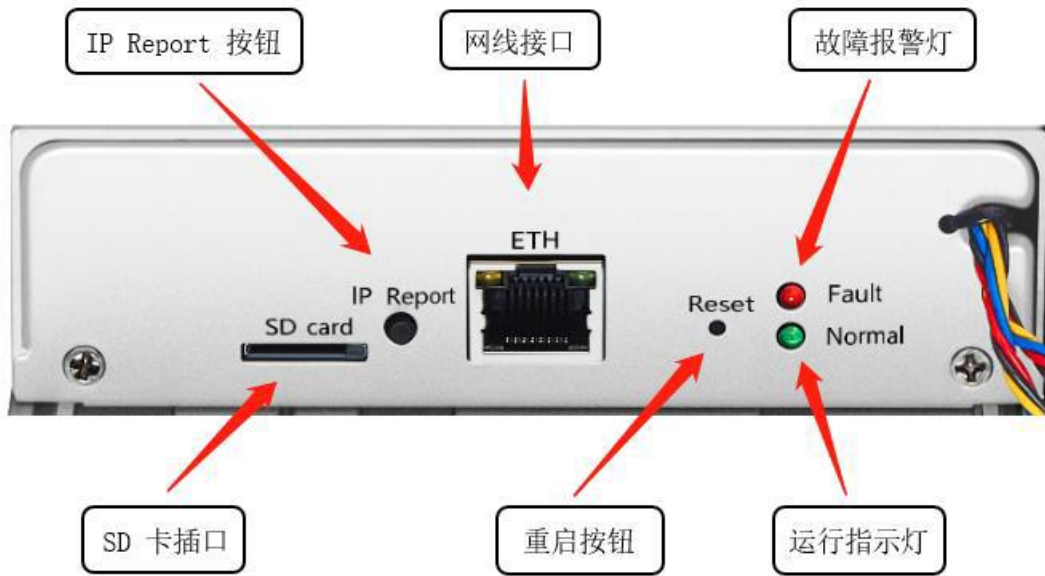 IP Report 按钮
网线接口
故障报警灯
ETH
IP Report
SD card
Reset
Fault
Normal
SD 卡插口
重启按钮
运行指示灯